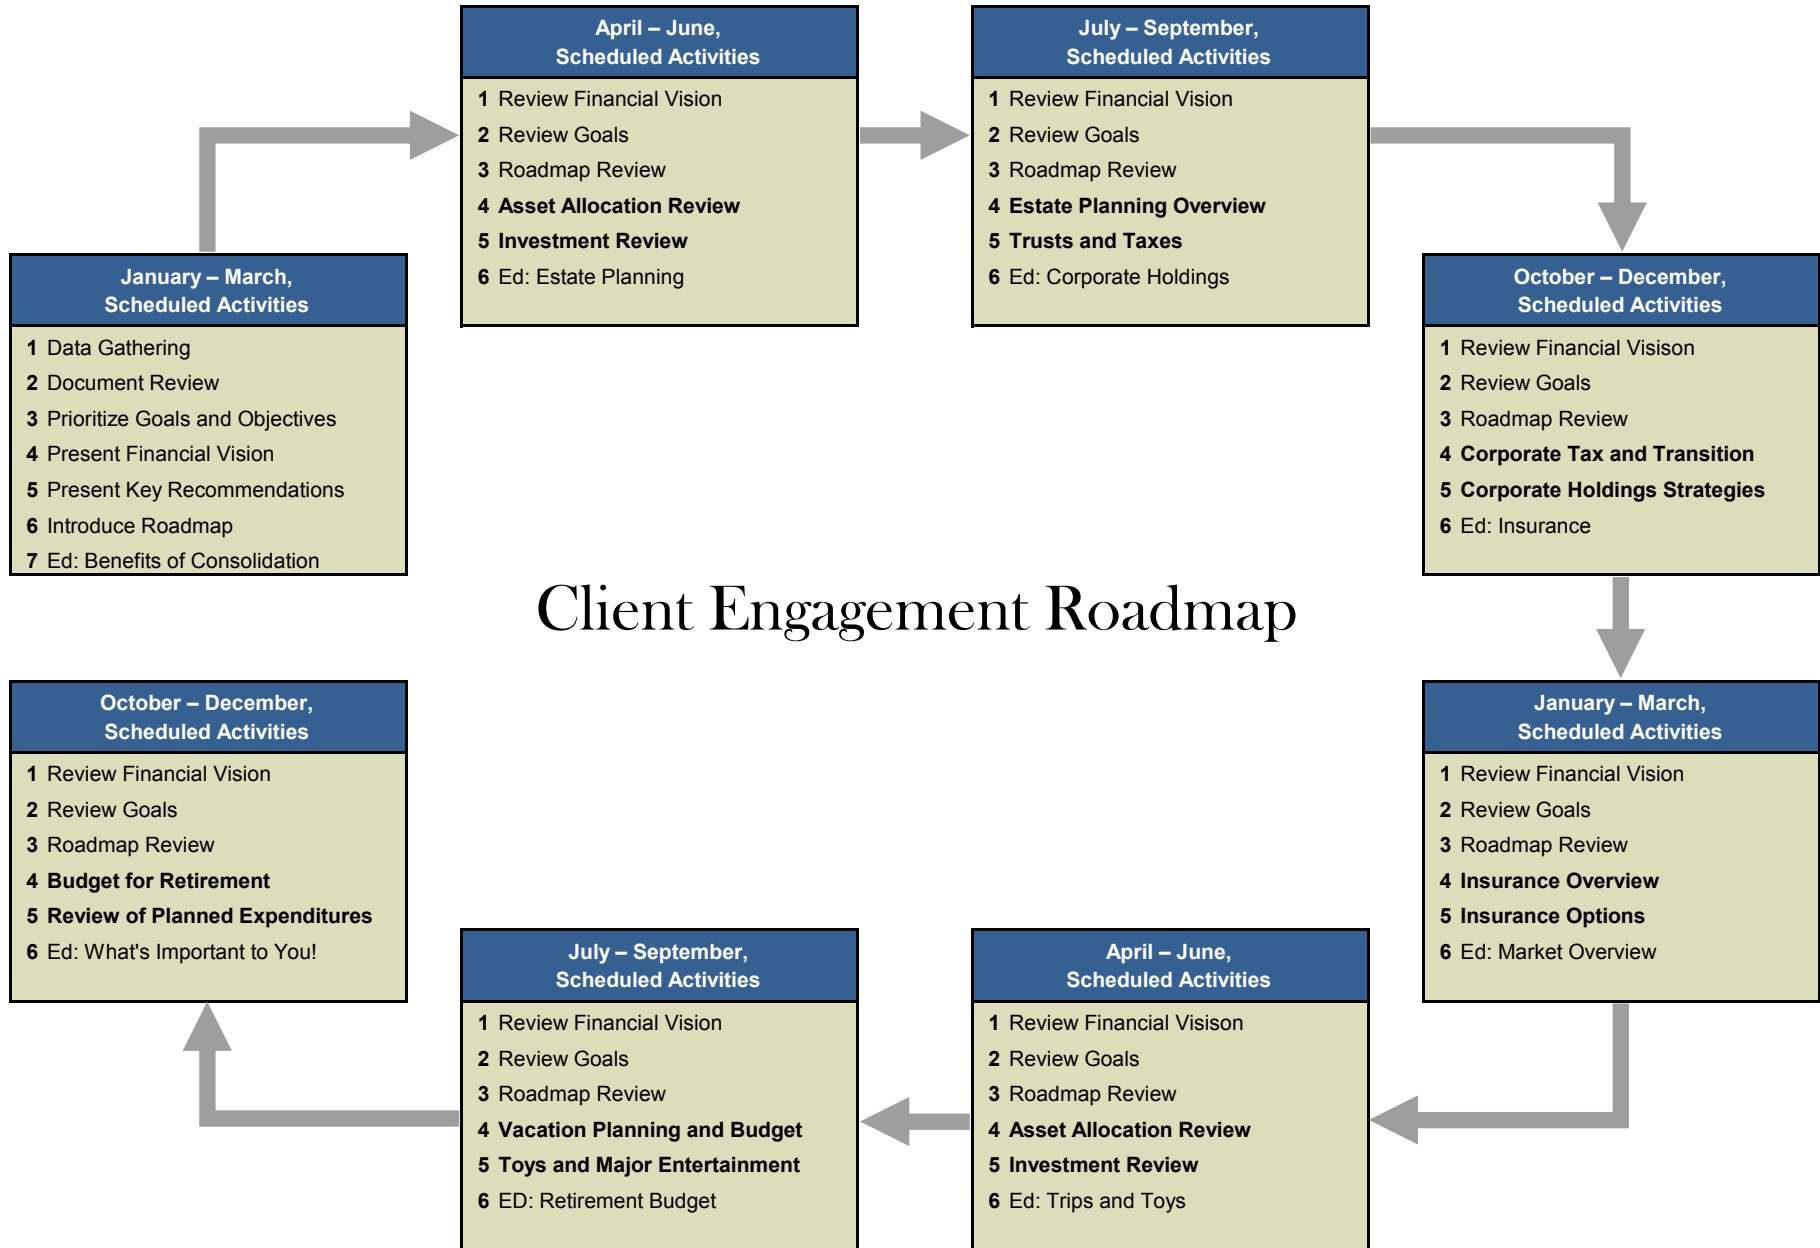 April – June,
Scheduled Activities
1 Review Financial Vision
2 Review Goals
3 Roadmap Review
4 Asset Allocation Review
5 Investment Review
6 Ed: Estate Planning
July – September,
Scheduled Activities
1 Review Financial Vision
2 Review Goals
3 Roadmap Review
4 Estate Planning Overview
5 Trusts and Taxes
6 Ed: Corporate Holdings
January – March,
Scheduled Activities
1 Data Gathering
2 Document Review
3 Prioritize Goals and Objectives
4 Present Financial Vision
5 Present Key Recommendations
6 Introduce Roadmap
7 Ed: Benefits of Consolidation
October – December,
Scheduled Activities
1 Review Financial Visison
2 Review Goals
3 Roadmap Review
4 Corporate Tax and Transition
5 Corporate Holdings Strategies
6 Ed: Insurance
Client Engagement Roadmap
October – December,
Scheduled Activities
1 Review Financial Vision
2 Review Goals
3 Roadmap Review
4 Budget for Retirement
5 Review of Planned Expenditures
6 Ed: What's Important to You!
January – March,
Scheduled Activities
1 Review Financial Vision
2 Review Goals
3 Roadmap Review
4 Insurance Overview
5 Insurance Options
6 Ed: Market Overview
July – September,
Scheduled Activities
1 Review Financial Vision
2 Review Goals
3 Roadmap Review
4 Vacation Planning and Budget
5 Toys and Major Entertainment
6 ED: Retirement Budget
April – June,
Scheduled Activities
1 Review Financial Visison
2 Review Goals
3 Roadmap Review
4 Asset Allocation Review
5 Investment Review
6 Ed: Trips and Toys